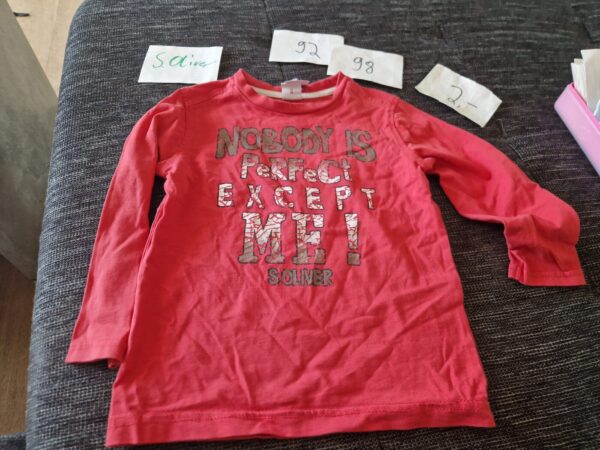 S.Oliver
92
98
2,-
NOBODY IS
PeRFeCt
EXCEPT
ME!
S.OLIVER